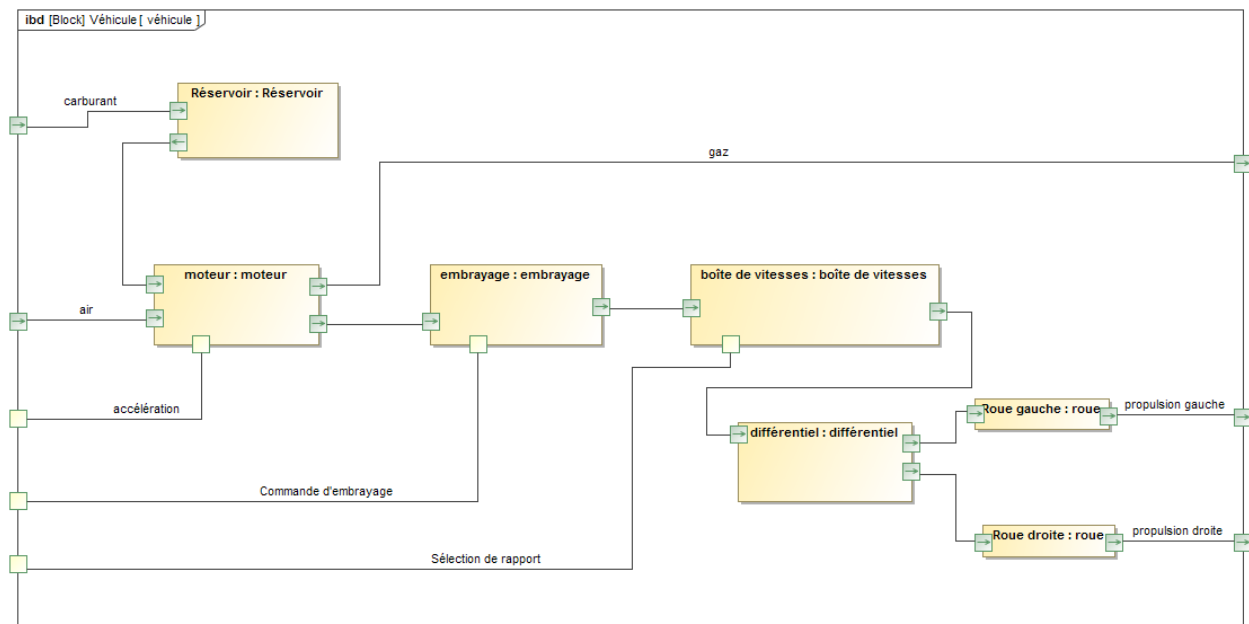 ibd [Block] Véhicule [ véhicule ]
Réservoir : Réservoir
carburant
gaz
moteur : moteur
embrayage : embrayage
boîte de vitesses : boîte de vitesses
air
accélération
Roue gauche : roue
propulsion gauche
différentiel : différentiel
Commande d'embrayage
Roue droite : roue
propulsion droite
Sélection de rapport